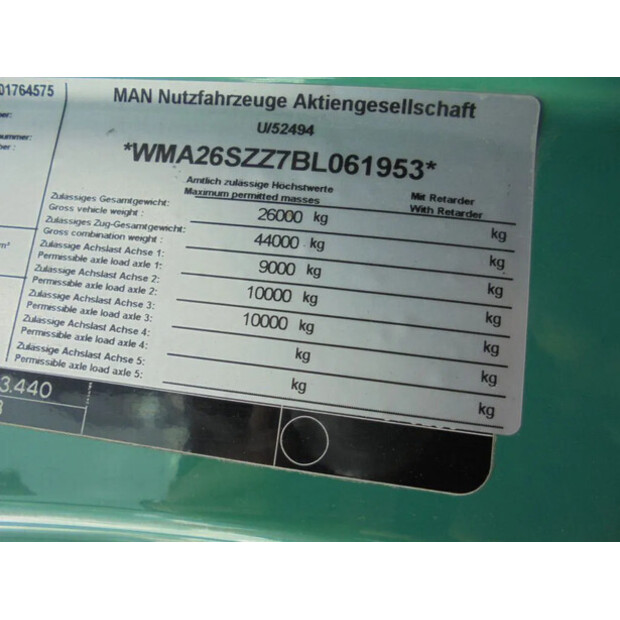 01764575
MAN Nutzfahrzeuge Aktiengesellschaft
U/52494
*WMA26SZZ7BL061953*
Amtlich zulässige Höchstwerte
Maximum permitted masses
Mit Retarder
With Retarder
Zulässiges Gesamtgewicht:
Gross vehicle weight :
26000 kg
kg
Zulässiges Zug-Gesamtgewicht:
Gross combination weight :
44000 kg
kg
Zulässige Achslast Achse 1:
Permissible axle load axle 1:
9000 kg
kg
Zulässige Achslast Achse 2:
Permissible axle load axle 2:
10000 kg
kg
Zulässige Achslast Achse 3:
Permissible axle load axle 3:
10000 kg
kg
Zulässige Achslast Achse 4:
Permissible axle load axle 4:
kg
kg
Zulässige Achslast Achse 5:
Permissible axle load axle 5:
kg
kg
m³
3.440